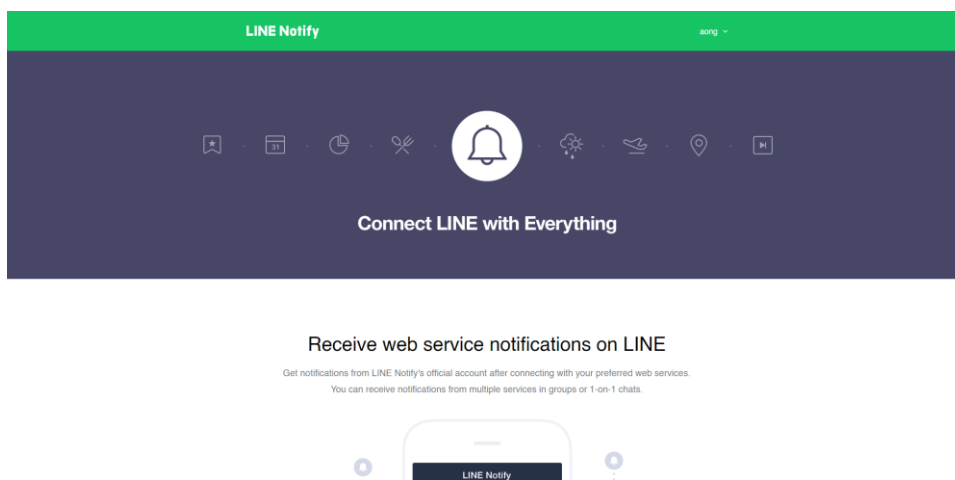 LINE Notify
aong
31
Connect LINE with Everything
Receive web service notifications on LINE
Get notifications from LINE Notify's official account after connecting with your preferred web services.
You can receive notifications from multiple services in groups or 1-on-1 chats.
LINE Notify